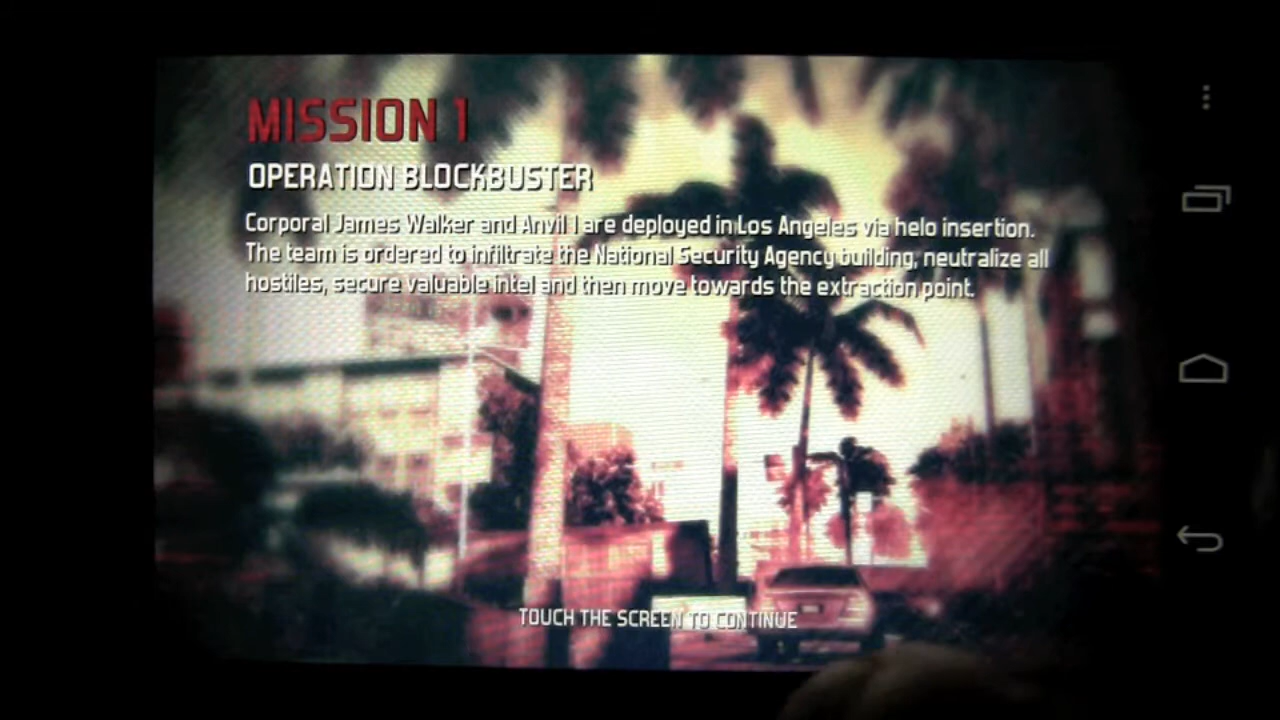 MISSION 1
OPERATION BLOCKBUSTER
Corporal James Walker and Anvil 1 are deployed in Los Angeles via helo insertion.
The team is ordered to infiltrate the National Security Agency building, neutralize all
hostiles, secure valuable intel and then move towards the extraction point.
TOUCH THE SCREEN TO CONTINUE